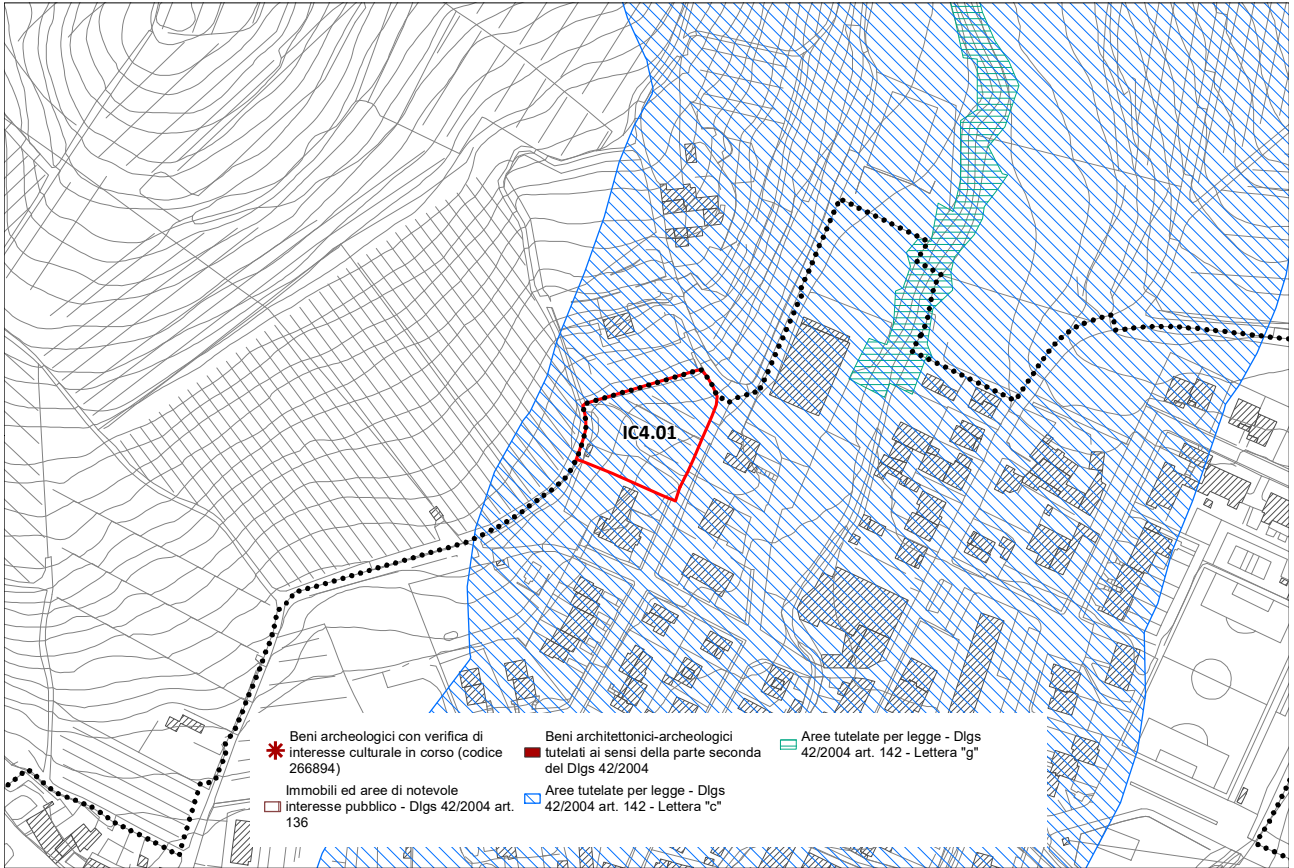 IC4.01
Beni archeologici con verifica di
interesse culturale in corso (codice
266894)
Immobili ed aree di notevole
interesse pubblico - Dlgs 42/2004 art.
136
Beni architettonici-archeologici
tutelati ai sensi della parte seconda
del Dlgs 42/2004
Aree tutelate per legge - Dlgs
42/2004 art. 142 - Lettera "c"
Aree tutelate per legge - Dlgs
42/2004 art. 142 - Lettera "g"